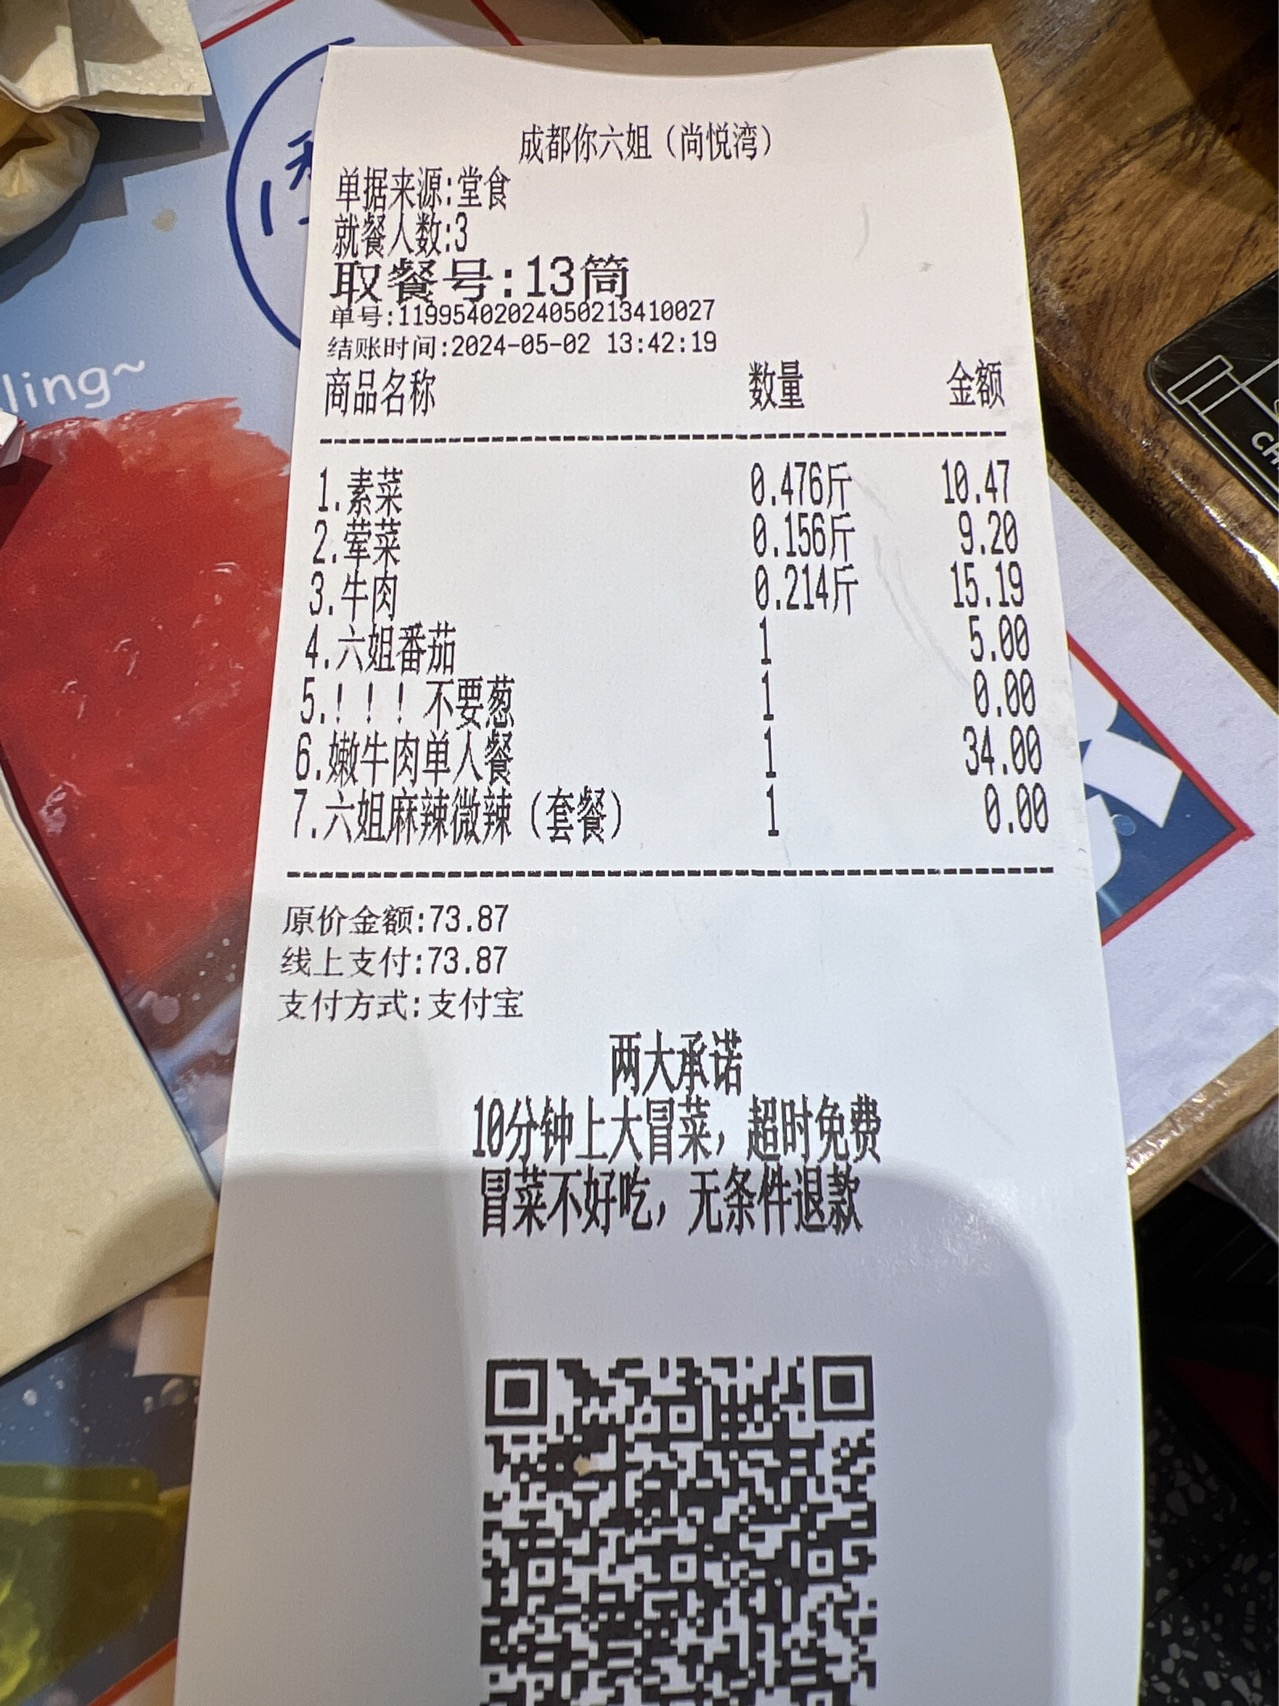 成都你六姐（尚悦湾）
单据来源:堂食
就餐人数:3
取餐号:13筒
单号:11995402024050213410027
结账时间:2024-05-02 13:42:19
商品名称 数量 金额
1.素菜 0.476斤 10.47
2.荤菜 0.156斤 9.20
3.牛肉 0.214斤 15.19
4.六姐番茄 1 5.00
5.！！！不要葱 1 0.00
6.嫩牛肉单人餐 1 34.00
7.六姐麻辣微辣（套餐） 1 0.00
原价金额:73.87
线上支付:73.87
支付方式:支付宝
两大承诺
10分钟上大冒菜，超时免费
冒菜不好吃，无条件退款
ling~